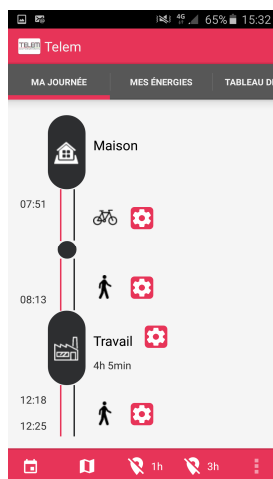 4G 65% 15:32
TELEM Telem
MA JOURNÉE MES ÉNERGIES TABLEAU D
Maison
07:51
08:13
Travail
4h 5min
12:18
12:25
1h 3h